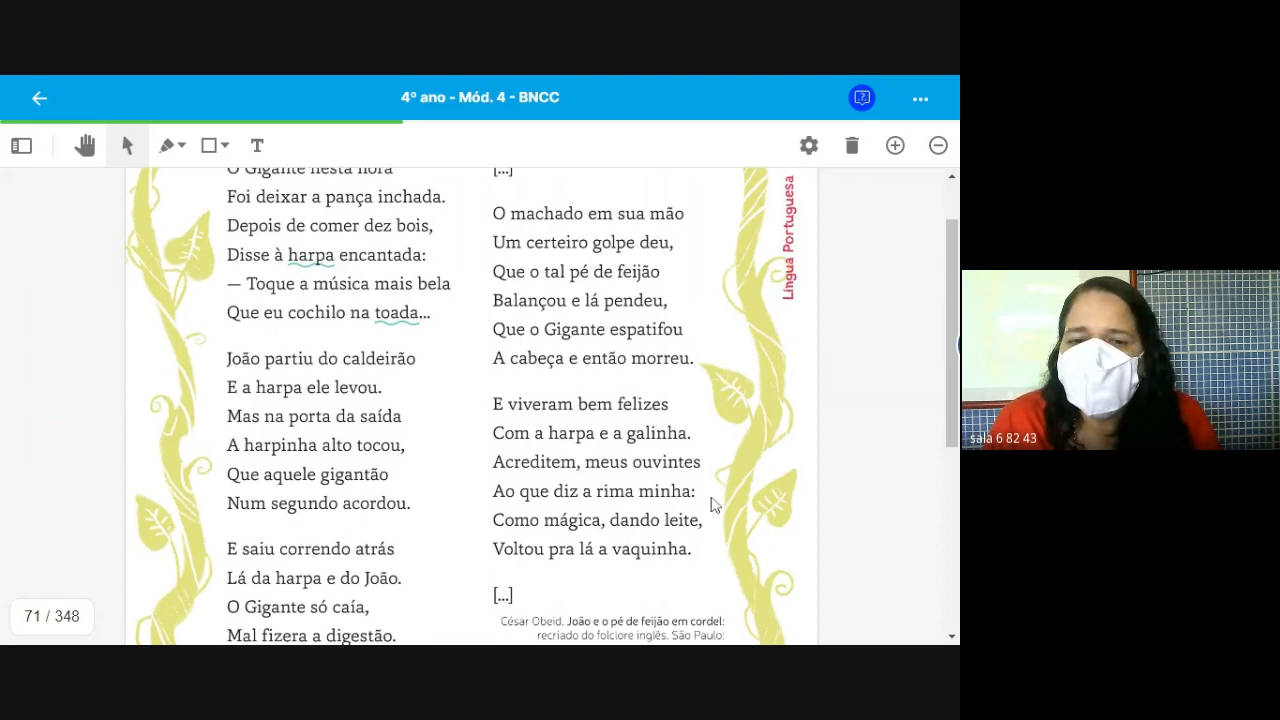 4º ano - Mód. 4 - BNCC
T
O Gigante nesta hora
Foi deixar a pança inchada.
Depois de comer dez bois,
Disse à harpa encantada:
— Toque a música mais bela
Que eu cochilo na toada...
João partiu do caldeirão
E a harpa ele levou.
Mas na porta da saída
A harpinha alto tocou,
Que aquele gigantão
Num segundo acordou.
E saiu correndo atrás
Lá da harpa e do João.
O Gigante só caía,
Mal fizera a digestão.
[...]
O machado em sua mão
Um certeiro golpe deu,
Que o tal pé de feijão
Balançou e lá pendeu,
Que o Gigante espatifou
A cabeça e então morreu.
E viveram bem felizes
Com a harpa e a galinha.
Acreditem, meus ouvintes
Ao que diz a rima minha:
Como mágica, dando leite,
Voltou pra lá a vaquinha.
[...]
César Obeid. João e o pé de feijão em cordel:
recriado do folclore inglês. São Paulo:
Língua Portuguesa
71 / 348
sala 6 82 43